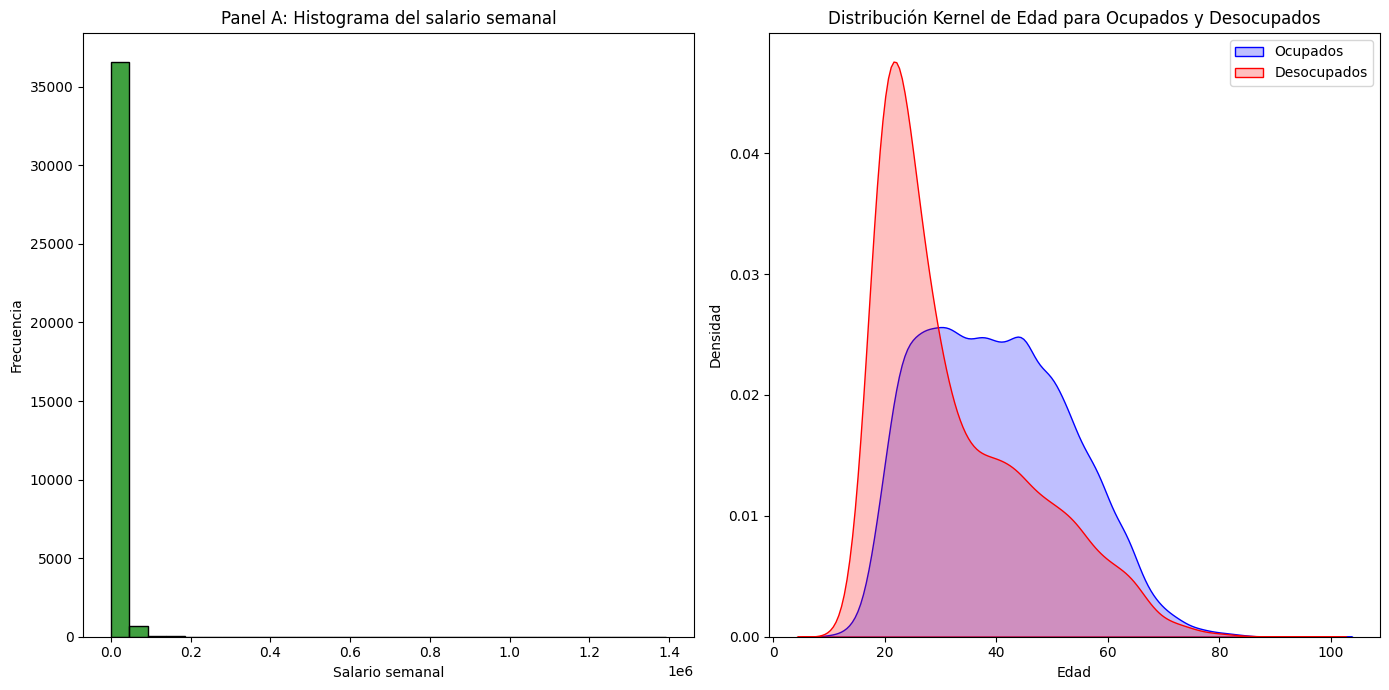 Panel A: Histograma del salario semanal
Frecuencia
35000
30000
25000
20000
15000
10000
5000
0
0.0 0.2 0.4 0.6 0.8 1.0 1.2 1.4
1e6
Salario semanal
Distribución Kernel de Edad para Ocupados y Desocupados
Ocupados
Desocupados
Densidad
0.04
0.03
0.02
0.01
0.00
0 20 40 60 80 100
Edad